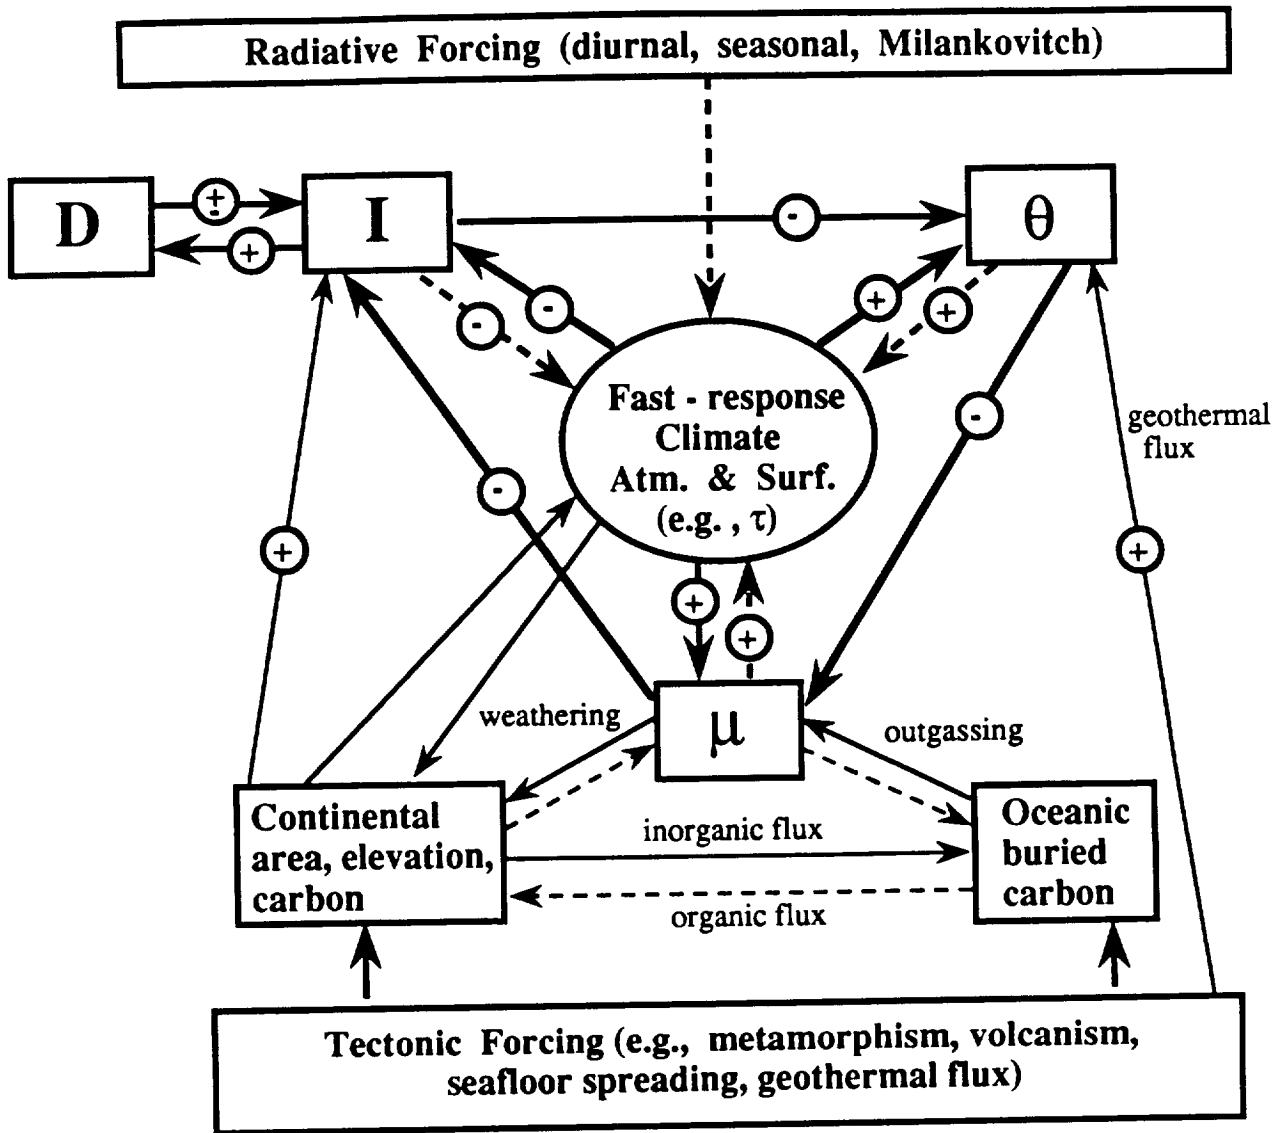 Radiative Forcing (diurnal, seasonal, Milankovitch)
D
±
+
I
-
θ
-
-
+
+
Fast - response
Climate
Atm. & Surf.
(e.g. , τ)
-
geothermal
flux
-
+
+
+
+
weathering
μ
outgassing
Continental
area, elevation,
carbon
inorganic flux
organic flux
Oceanic
buried
carbon
Tectonic Forcing (e.g., metamorphism, volcanism,
seafloor spreading, geothermal flux)